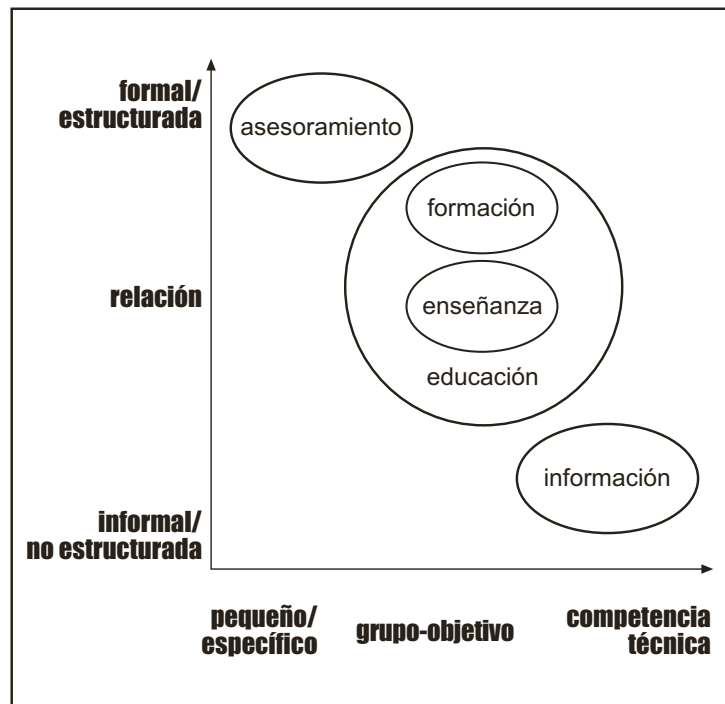 formal/
estructurada
asesoramiento
formación
relación
enseñanza
educación
información
informal/
no estructurada
pequeño/
específico
grupo-objetivo
competencia
técnica